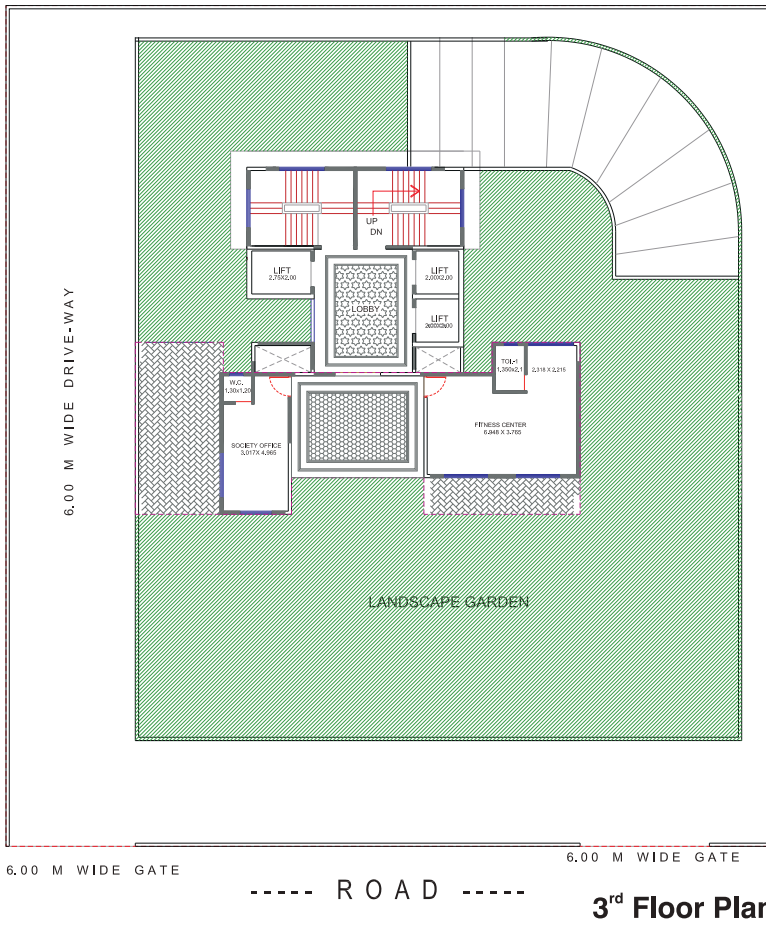 UP
DN
LIFT
2.75X2.00
LIFT
2.00X2.00
LOBBY
LIFT
6.00 M WIDE DRIVE-WAY
W.C.
1.30x1.20
TOI.-1
1.350x2.1
2.318 X 2.215
SOCIETY OFFICE
3.017X 4.965
FITNESS CENTER
6.948 X 3.765
LANDSCAPE GARDEN
6.00 M WIDE GATE
6.00 M WIDE GATE
----- ROAD -----
3rd Floor Plan